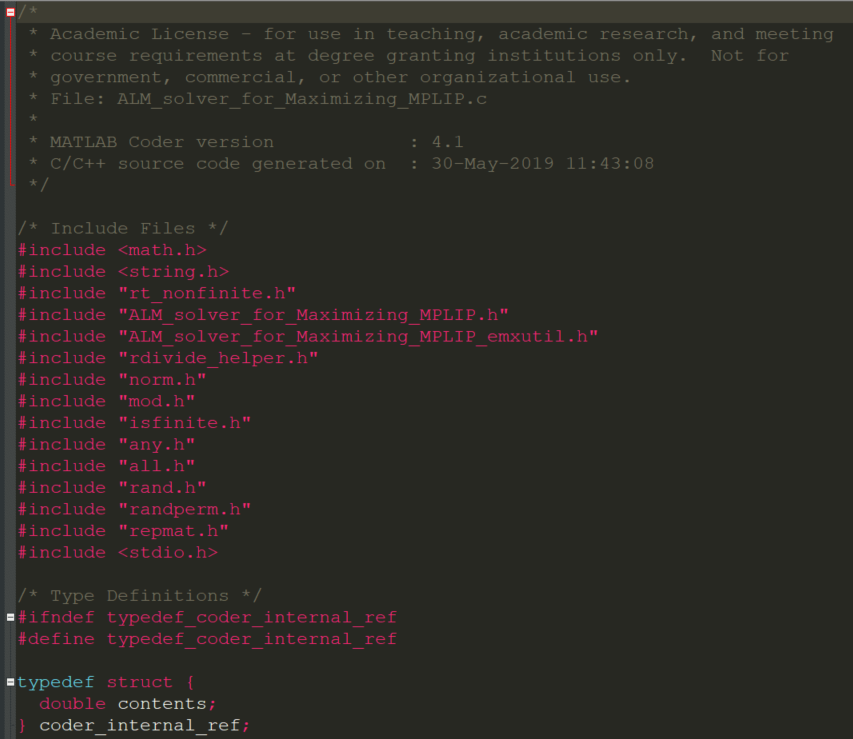 /*
 * Academic License - for use in teaching, academic research, and meeting
 * course requirements at degree granting institutions only.  Not for
 * government, commercial, or other organizational use.
 * File: ALM_solver_for_Maximizing_MPLIP.c
 *
 * MATLAB Coder version            : 4.1
 * C/C++ source code generated on  : 30-May-2019 11:43:08
 */

/* Include Files */
#include <math.h>
#include <string.h>
#include "rt_nonfinite.h"
#include "ALM_solver_for_Maximizing_MPLIP.h"
#include "ALM_solver_for_Maximizing_MPLIP_emxutil.h"
#include "rdivide_helper.h"
#include "norm.h"
#include "mod.h"
#include "isfinite.h"
#include "any.h"
#include "all.h"
#include "rand.h"
#include "randperm.h"
#include "repmat.h"
#include <stdio.h>

/* Type Definitions */
#ifndef typedef_coder_internal_ref
#define typedef_coder_internal_ref

typedef struct {
  double contents;
} coder_internal_ref;